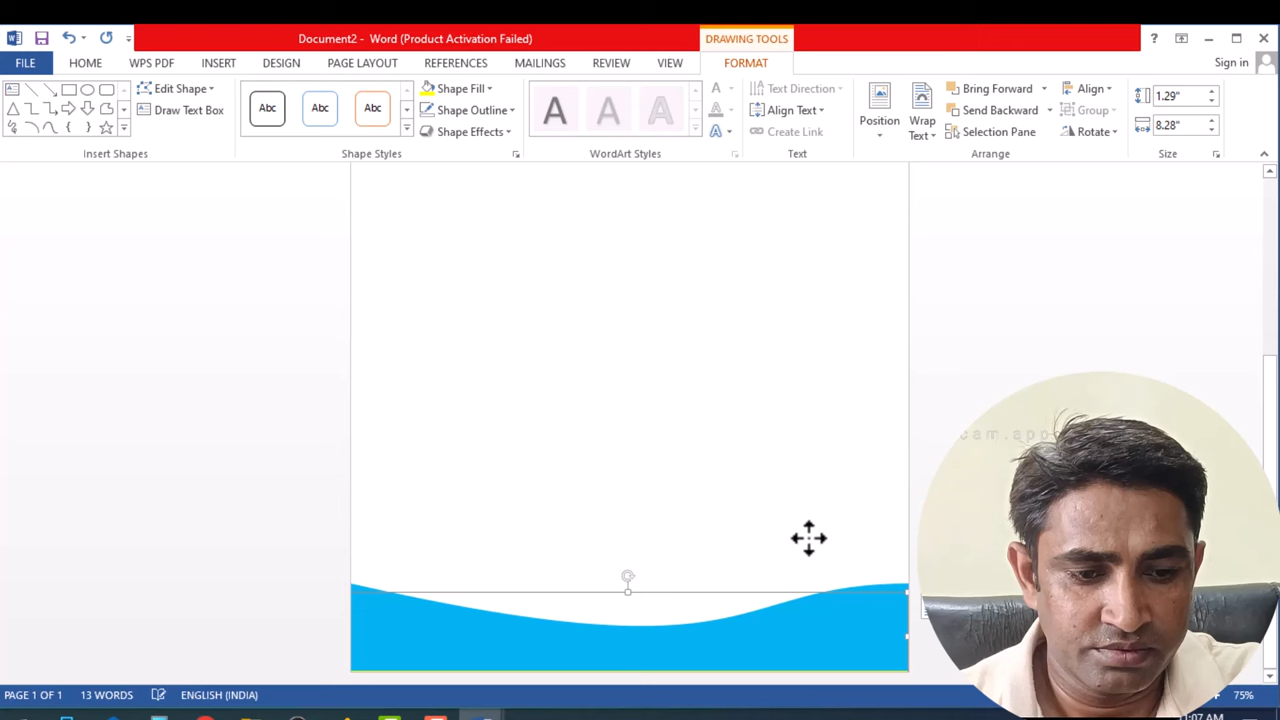 Document2 - Word (Product Activation Failed)
DRAWING TOOLS
?
FILE
HOME
WPS PDF
INSERT
DESIGN
PAGE LAYOUT
REFERENCES
MAILINGS
REVIEW
VIEW
FORMAT
Sign in
Edit Shape
Draw Text Box
Insert Shapes
Abc
Abc
Abc
Shape Fill
Shape Outline
Shape Effects
Shape Styles
A
A
A
A
A
A
WordArt Styles
Text Direction
Align Text
Create Link
Text
Position
Wrap
Text
Bring Forward
Send Backward
Selection Pane
Align
Group
Rotate
Arrange
1.29"
8.28"
Size
cam.app
PAGE 1 OF 1
13 WORDS
ENGLISH (INDIA)
75%